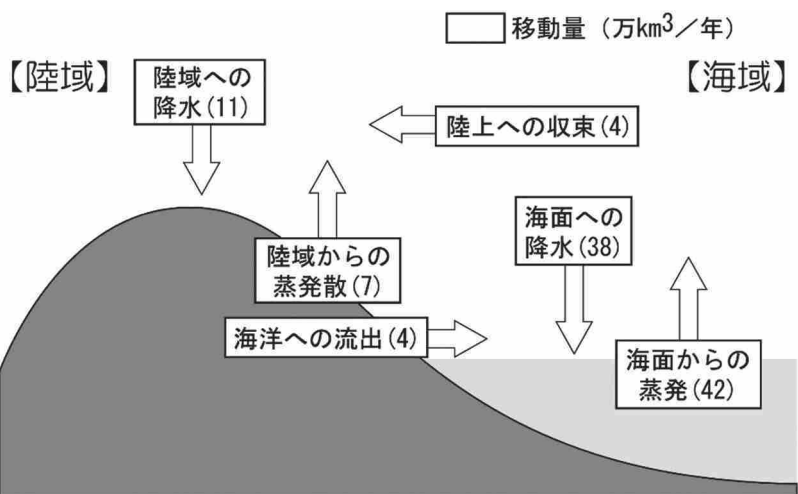 移動量（万km³／年）
【陸域】
【海域】
陸域への
降水(11)
陸上への収束(4)
海面への
降水(38)
陸域からの
蒸発散(7)
海洋への流出(4)
海面からの
蒸発(42)